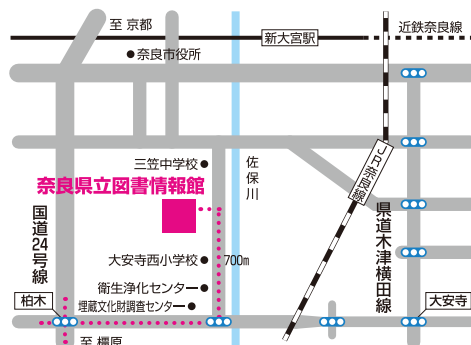 至 京都
近鉄奈良線
新大宮駅
奈良市役所
三笠中学校
佐保川
JR奈良線
奈良県立図書情報館
国道24号線
県道木津横田線
大安寺西小学校
700m
衛生浄化センター
柏木
埋蔵文化財調査センター
大安寺
至 橿原